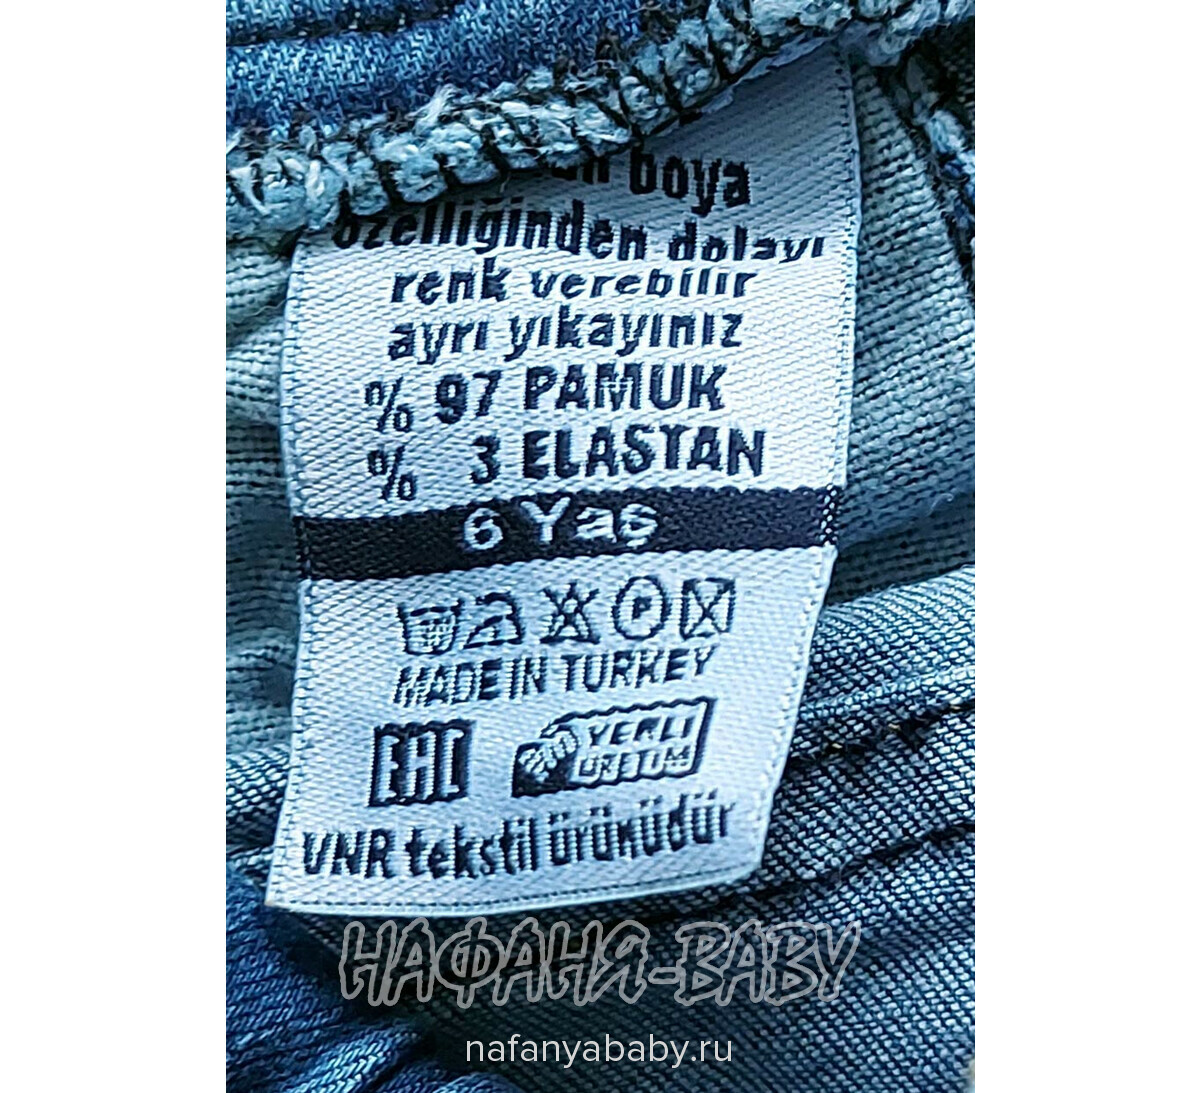 boya
özelliğinden dolayı
renk verebilir
ayrı yıkayınız
% 97 PAMUK
% 3 ELASTAN
6 Yaş
P
MADE IN TURKEY
EAC
YERLİ
ÜRETİM
VNR tekstil ürünüdür
НАФАНЯ-BABY
nafanyababy.ru